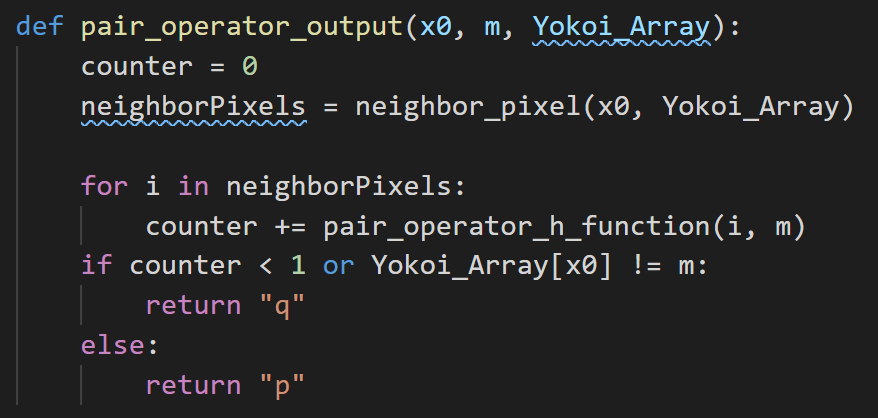 def pair_operator_output(x0, m, Yokoi_Array):
    counter = 0
    neighborPixels = neighbor_pixel(x0, Yokoi_Array)

    for i in neighborPixels:
        counter += pair_operator_h_function(i, m)
    if counter < 1 or Yokoi_Array[x0] != m:
        return "q"
    else:
        return "p"